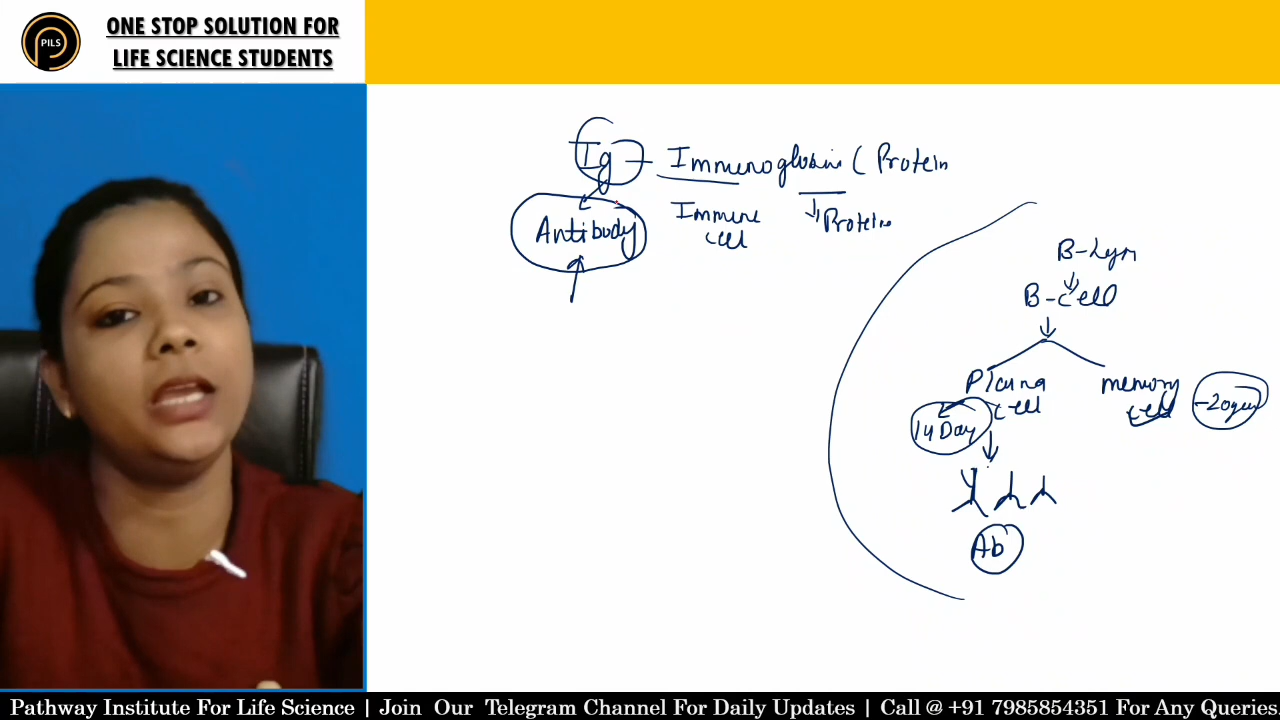 PILS
ONE STOP SOLUTION FOR
LIFE SCIENCE STUDENTS
Ig - Immunoglobin ( Protein
Antibody
Immune
cell
Protein
B-Lym
B-cell
Plasma
cell
memory
cell
14 Day
Ab
Pathway Institute For Life Science | Join Our Telegram Channel For Daily Updates | Call @ +91 7985854351 For Any Queries